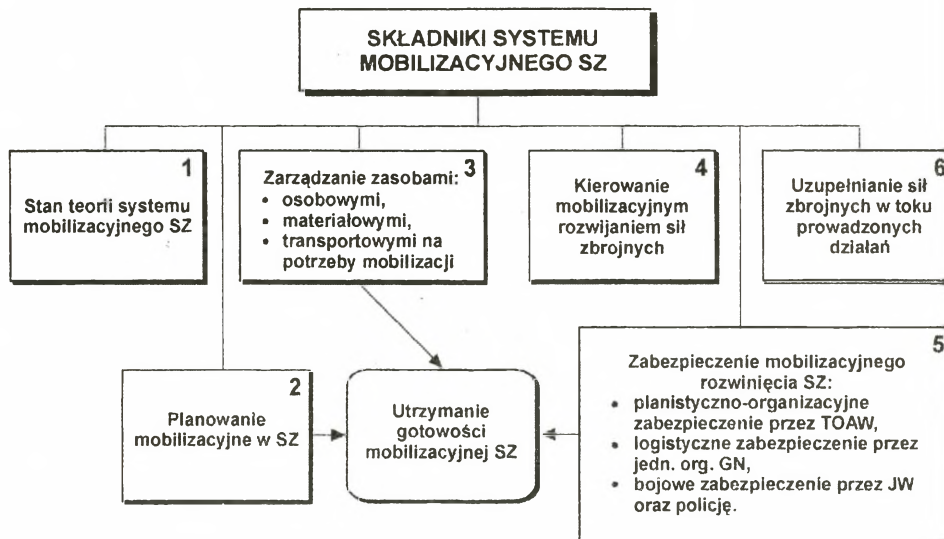 SKŁADNIKI SYSTEMU
MOBILIZACYJNEGO SZ
1
Stan teorii systemu
mobilizacyjnego SZ
3
Zarządzanie zasobami:
• osobowymi,
• materiałowymi,
• transportowymi na
potrzeby mobilizacji
4
Kierowanie
mobilizacyjnym
rozwijaniem sił
zbrojnych
6
Uzupełnianie sił
zbrojnych w toku
prowadzonych
działań
2
Planowanie
mobilizacyjne w SZ
Utrzymanie
gotowości
mobilizacyjnej SZ
5
Zabezpieczenie mobilizacyjnego
rozwinięcia SZ:
• planistyczno-organizacyjne
zabezpieczenie przez TOAW,
• logistyczne zabezpieczenie przez
jedn. org. GN,
• bojowe zabezpieczenie przez JW
oraz policję.